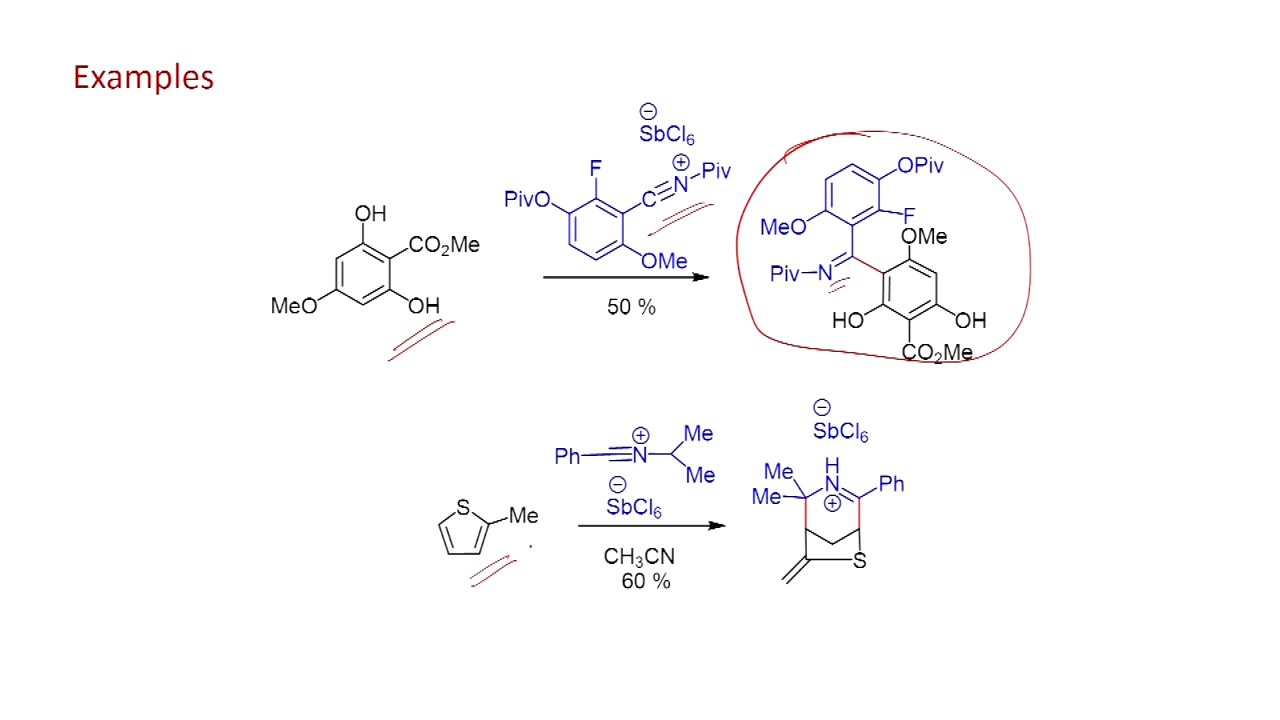 Examples
⊖
SbCl6
F
⊕
PivO
C
N
Piv
OMe
OH
CO2Me
MeO
OH
50 %
OPiv
MeO
F
OMe
Piv
N
HO
OH
CO2Me
Ph
⊕
N
Me
Me
⊖
SbCl6
S
Me
CH3CN
60 %
⊖
SbCl6
Me
Me
H
N
⊕
Ph
S